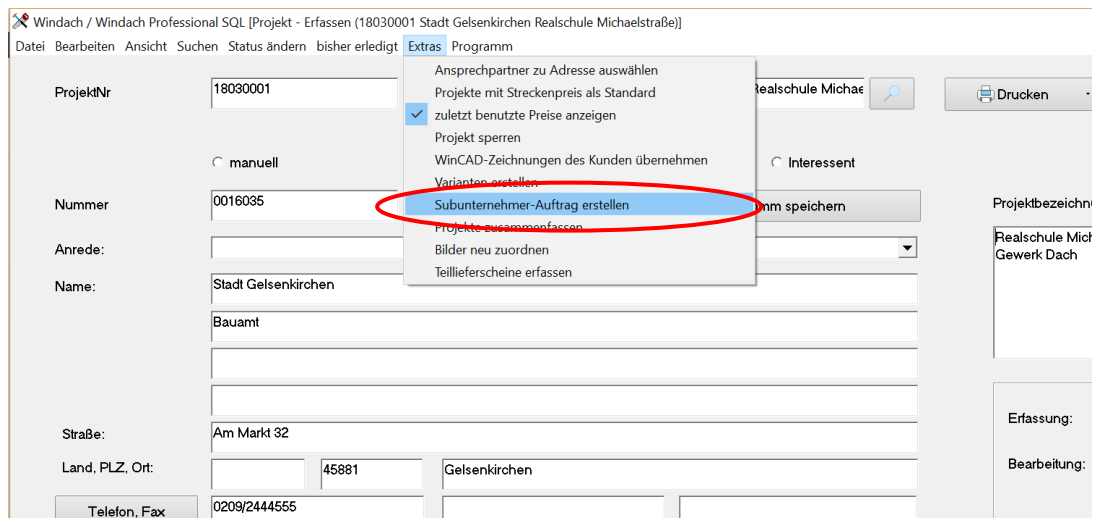 Windach / Windach Professional SQL [Projekt - Erfassen (18030001 Stadt Gelsenkirchen Realschule Michaelstraße)]
Datei Bearbeiten Ansicht Suchen Status ändern bisher erledigt Extras Programm
ProjektNr 18030001 Realschule Michae Drucken
Ansprechpartner zu Adresse auswählen
Projekte mit Streckenpreis als Standard
zuletzt benutzte Preise anzeigen
Projekt sperren
WinCAD-Zeichnungen des Kunden übernehmen
Varianten erstellen
Subunternehmer-Auftrag erstellen
Projekte zusammenfassen
Bilder neu zuordnen
Teillieferscheine erfassen
manuell Interessent
Nummer 0016035 mm speichern Projektbezeichnu
Anrede:
Realschule Mich
Gewerk Dach
Name: Stadt Gelsenkirchen
Bauamt
Straße: Am Markt 32
Erfassung:
Land, PLZ, Ort: 45881 Gelsenkirchen
Bearbeitung:
Telefon, Fax 0209/2444555